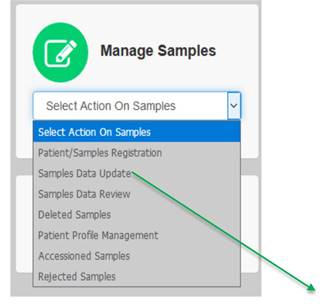 Manage Samples
Select Action On Samples
Select Action On Samples
Patient/Samples Registration
Samples Data Update
Samples Data Review
Deleted Samples
Patient Profile Management
Accessioned Samples
Rejected Samples